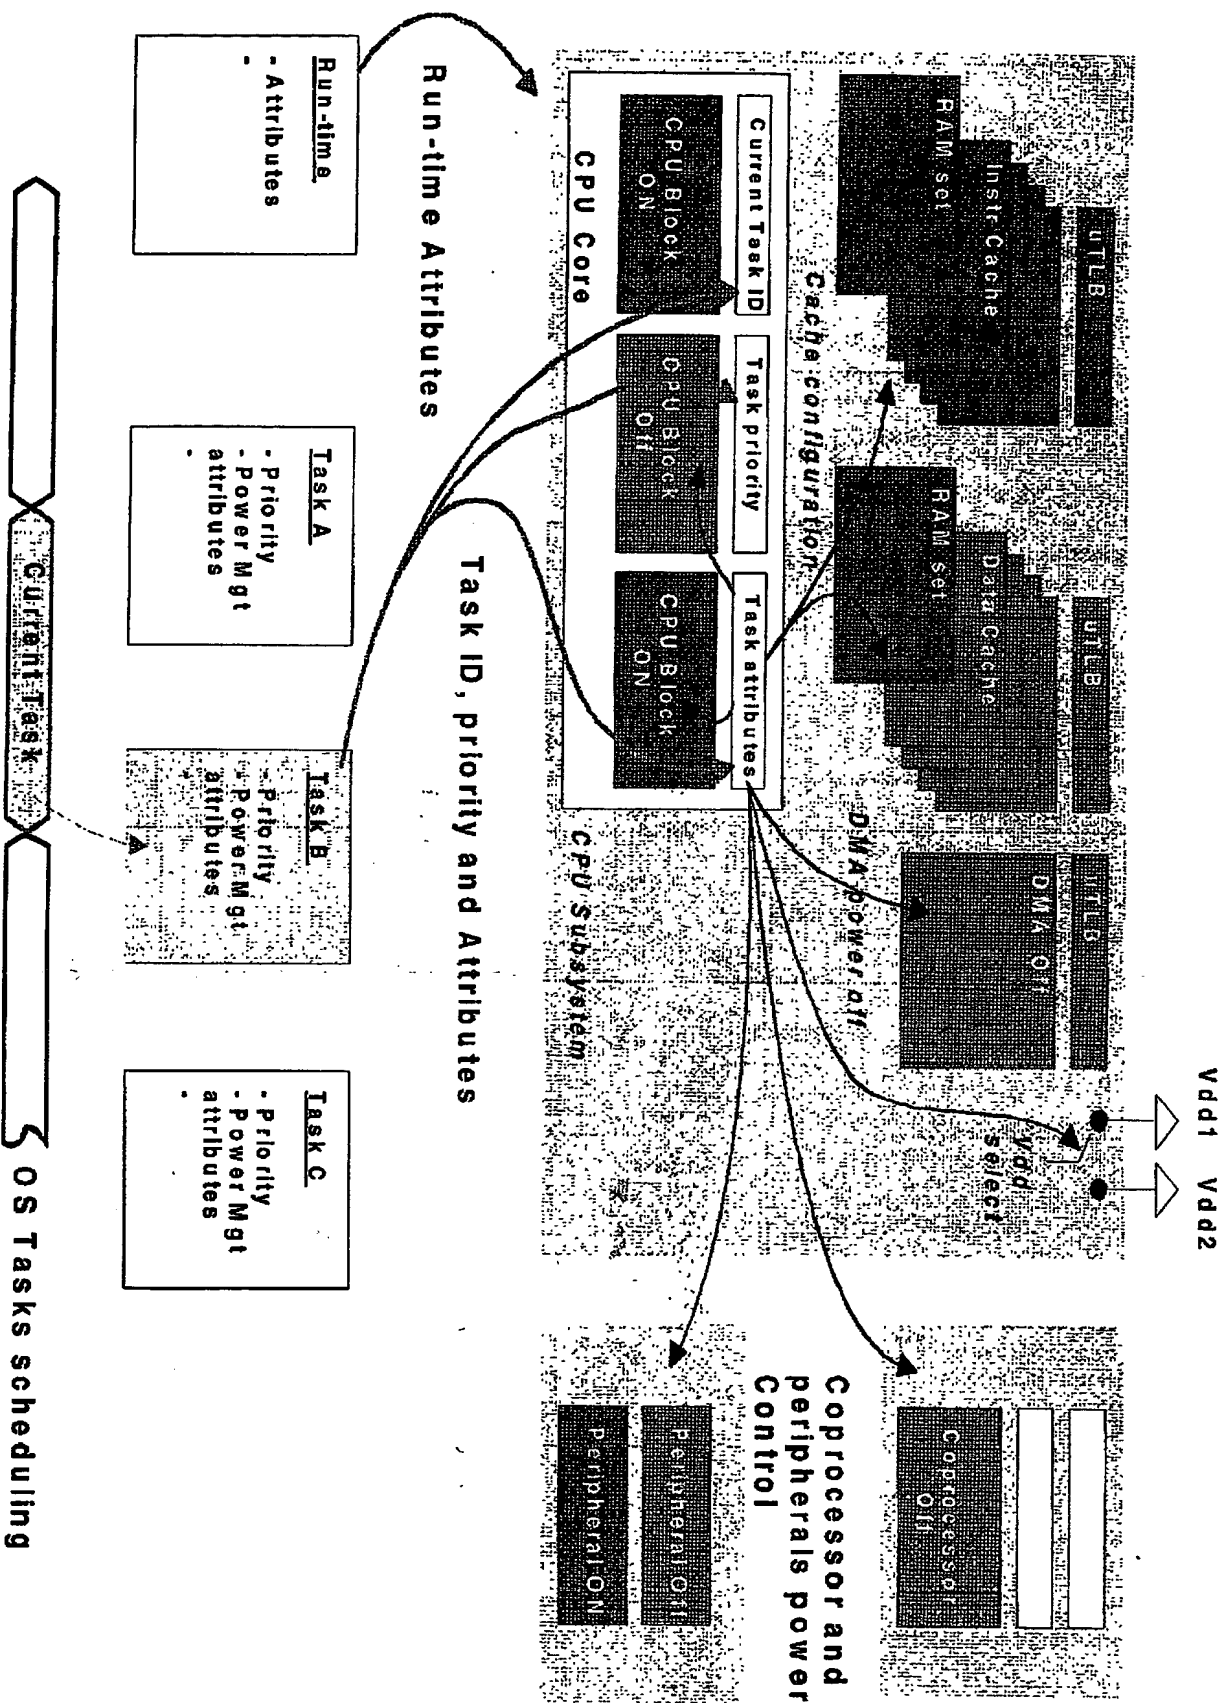 Vdd1 Vdd2
uTLB
Instr Cache
RAM set
uTLB
Data Cache
RAM set
uTLB
DMA Off
Vdd
select
Cache configuration
DMA power off
Current Task ID
Task priority
Task attributes
CPU Block
ON
CPU Block
Off
CPU Block
ON
CPU Core
CPU Subsystem
Coprocessor
Off
Coprocessor and
peripherals power
Control
Peripheral Off
Peripheral ON
Run-time Attributes
Task ID, priority and Attributes
Run-time
- Attributes
-
Task A
- Priority
- Power Mgt
attributes
-
Task B
- Priority
- Power Mgt
attributes
-
Task C
- Priority
- Power Mgt
attributes
-
Current Task
OS Tasks scheduling